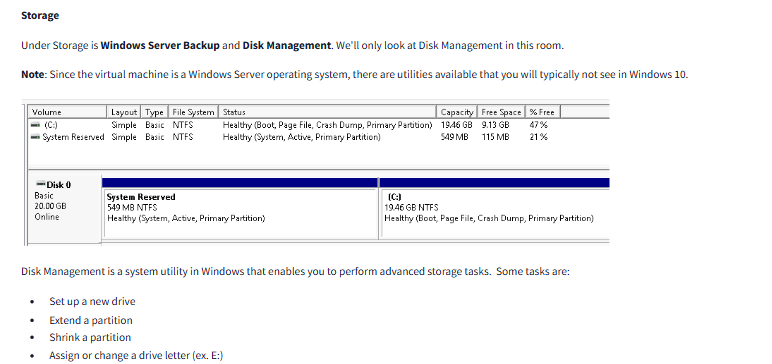 Storage
Under Storage is Windows Server Backup and Disk Management. We'll only look at Disk Management in this room.
Note: Since the virtual machine is a Windows Server operating system, there are utilities available that you will typically not see in Windows 10.
Volume Layout Type File System Status Capacity Free Space % Free
(C:) Simple Basic NTFS Healthy (Boot, Page File, Crash Dump, Primary Partition) 19.46 GB 9.13 GB 47 %
System Reserved Simple Basic NTFS Healthy (System, Active, Primary Partition) 549 MB 115 MB 21 %
Disk 0
Basic
20.00 GB
Online
System Reserved
549 MB NTFS
Healthy (System, Active, Primary Partition)
(C:)
19.46 GB NTFS
Healthy (Boot, Page File, Crash Dump, Primary Partition)
Disk Management is a system utility in Windows that enables you to perform advanced storage tasks. Some tasks are:
• Set up a new drive
• Extend a partition
• Shrink a partition
• Assign or change a drive letter (ex. E:)